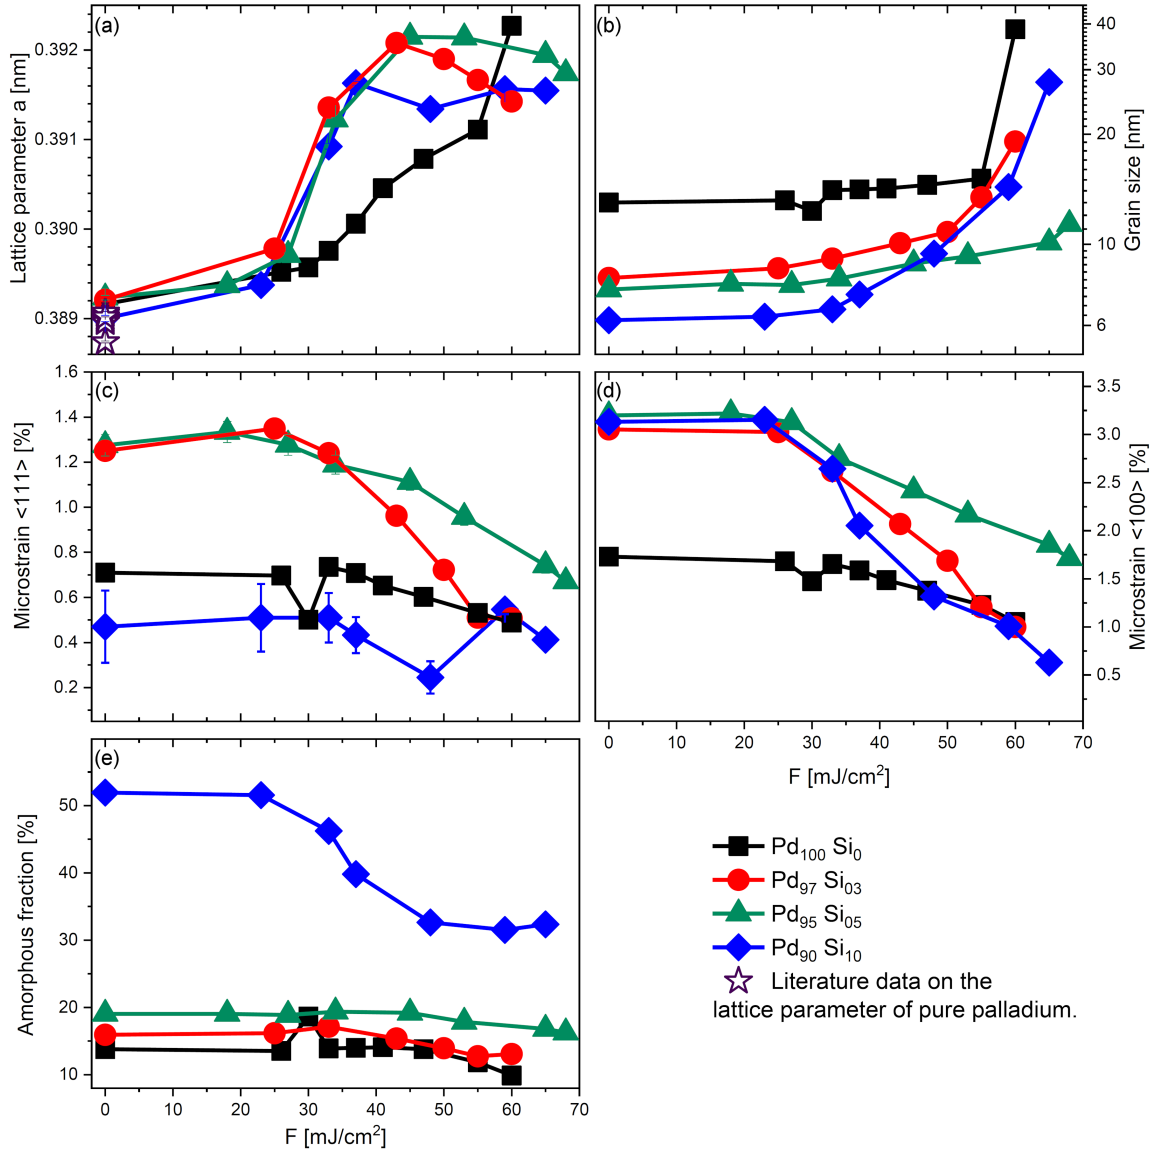 (a)
0.392
0.391
0.390
0.389
Lattice parameter a [nm]
(b)
40
30
20
10
6
Grain size [nm]
(c)
1.6
1.4
1.2
1.0
0.8
0.6
0.4
0.2
Microstrain <111> [%]
(d)
3.5
3.0
2.5
2.0
1.5
1.0
0.5
Microstrain <100> [%]
0 10 20 30 40 50 60 70
F [mJ/cm²]
(e)
50
40
30
20
10
Amorphous fraction [%]
0 10 20 30 40 50 60 70
F [mJ/cm²]
Pd₁₀₀ Si₀
Pd₉₇ Si₀₃
Pd₉₅ Si₀₅
Pd₉₀ Si₁₀
Literature data on the
lattice parameter of pure palladium.